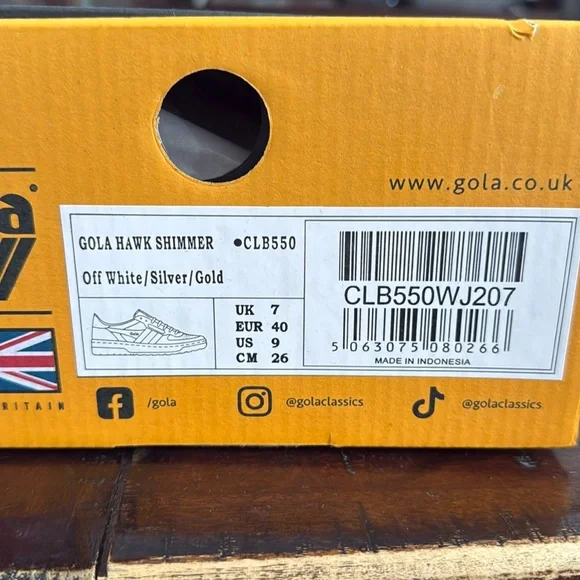 www.gola.co.uk
a
GOLA HAWK SHIMMER •CLB550
Off White/Silver/Gold
UK 7
EUR 40
US 9
CM 26
CLB550WJ207
5 063075 080266
MADE IN INDONESIA
RITAIN
/gola
@golaclassics
@golaclassics